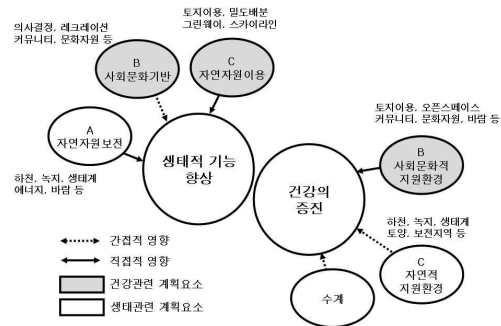 의사결정, 레크레이션
커뮤니티, 문화자원 등
토지이용, 밀도배분
그린웨이, 스카이라인
B
사회문화기반
C
자연자원이용
A
자연자원보전
하천, 녹지, 생태계
에너지, 바람 등
생태적 기능
향상
건강의
증진
토지이용, 오픈스페이스
커뮤니티, 문화자원, 바람 등
B
사회문화적
지원환경
하천, 녹지, 생태계
토양, 보전지역 등
C
자연적
지원환경
수계
간접적 영향
직접적 영향
건강관련 계획요소
생태관련 계획요소